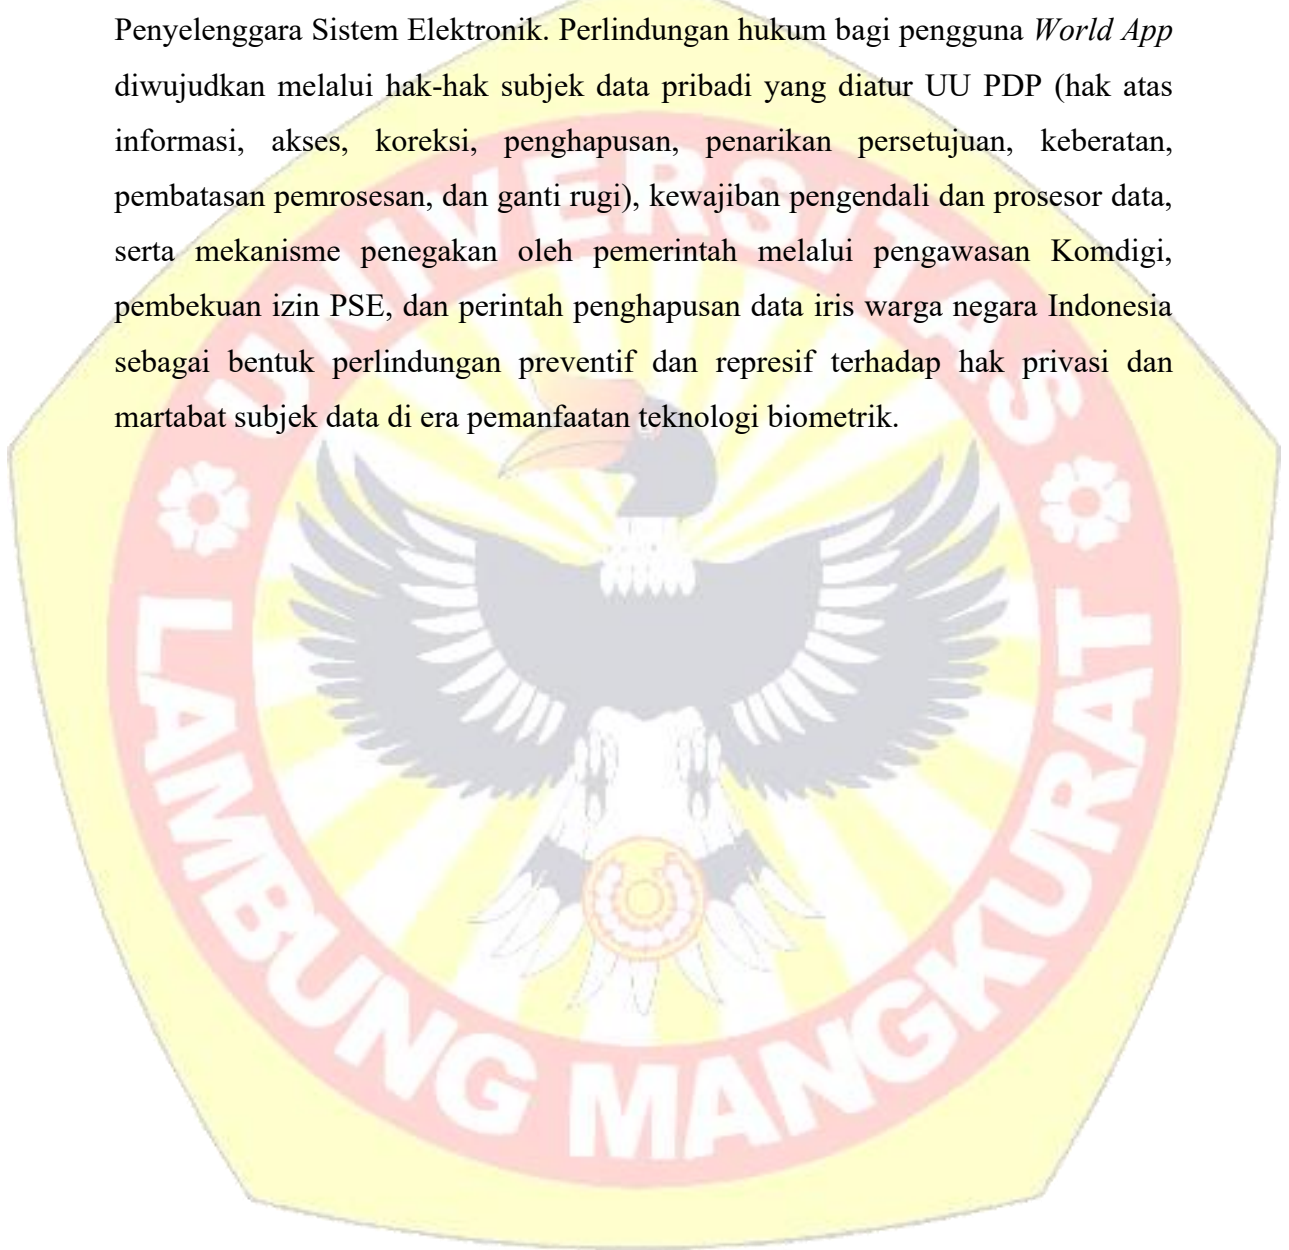 Penyelenggara Sistem Elektronik. Perlindungan hukum bagi pengguna World App
diwujudkan melalui hak-hak subjek data pribadi yang diatur UU PDP (hak atas
informasi, akses, koreksi, penghapusan, penarikan persetujuan, keberatan,
pembatasan pemrosesan, dan ganti rugi), kewajiban pengendali dan prosesor data,
serta mekanisme penegakan oleh pemerintah melalui pengawasan Komdigi,
pembekuan izin PSE, dan perintah penghapusan data iris warga negara Indonesia
sebagai bentuk perlindungan preventif dan represif terhadap hak privasi dan
martabat subjek data di era pemanfaatan teknologi biometrik.
UNIVERSITAS
LAMBUNG MANGKURAT